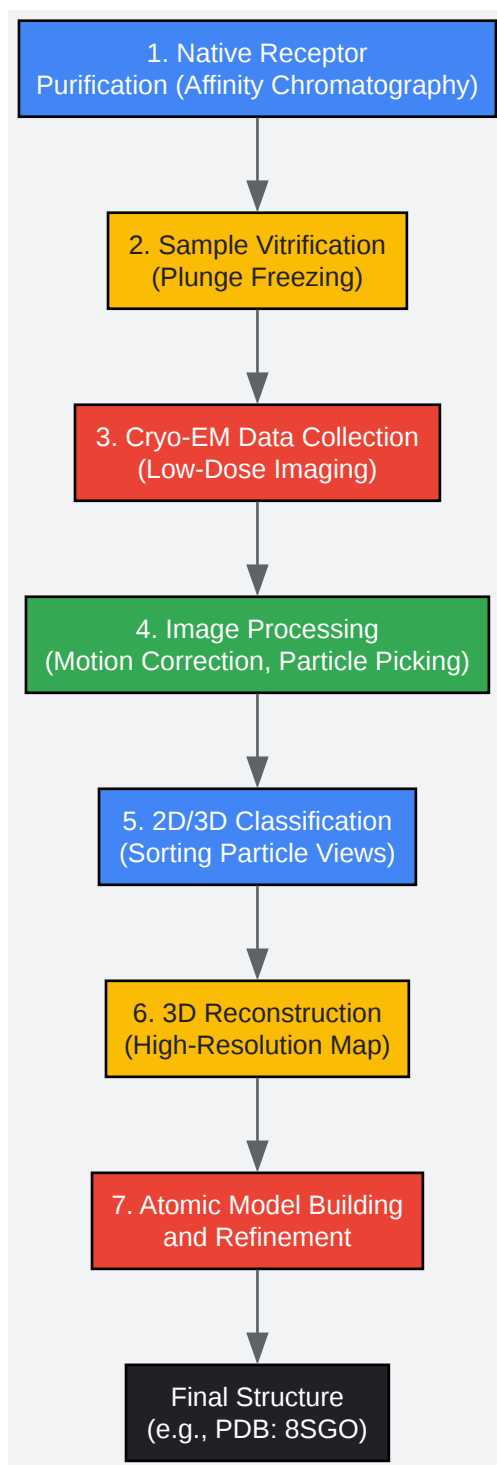 1. Native Receptor
Purification (Affinity Chromatography)
2. Sample Vitrification
(Plunge Freezing)
3. Cryo-EM Data Collection
(Low-Dose Imaging)
4. Image Processing
(Motion Correction, Particle Picking)
5. 2D/3D Classification
(Sorting Particle Views)
6. 3D Reconstruction
(High-Resolution Map)
7. Atomic Model Building
and Refinement
Final Structure
(e.g., PDB: 8SGO)